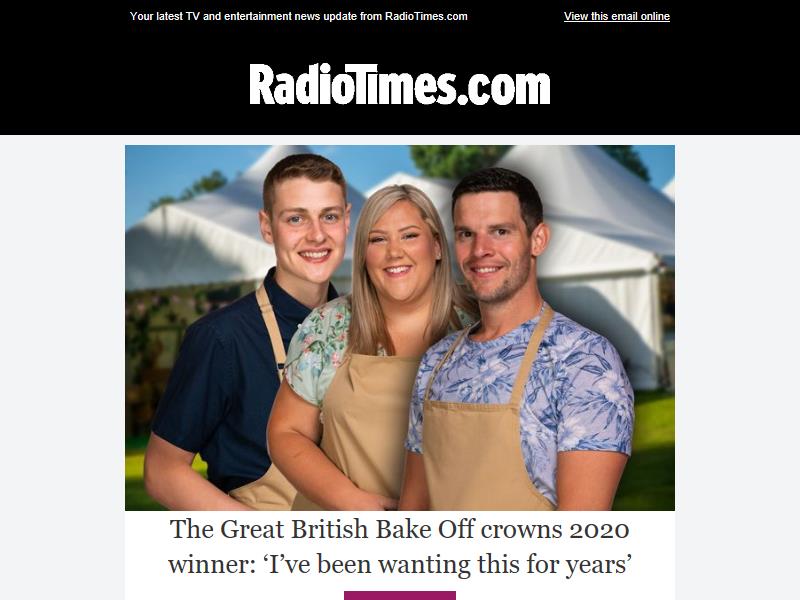 Your latest TV and entertainment news update from RadioTimes.com
View this email online
RadioTimes.com
The Great British Bake Off crowns 2020
winner: ‘I’ve been wanting this for years’